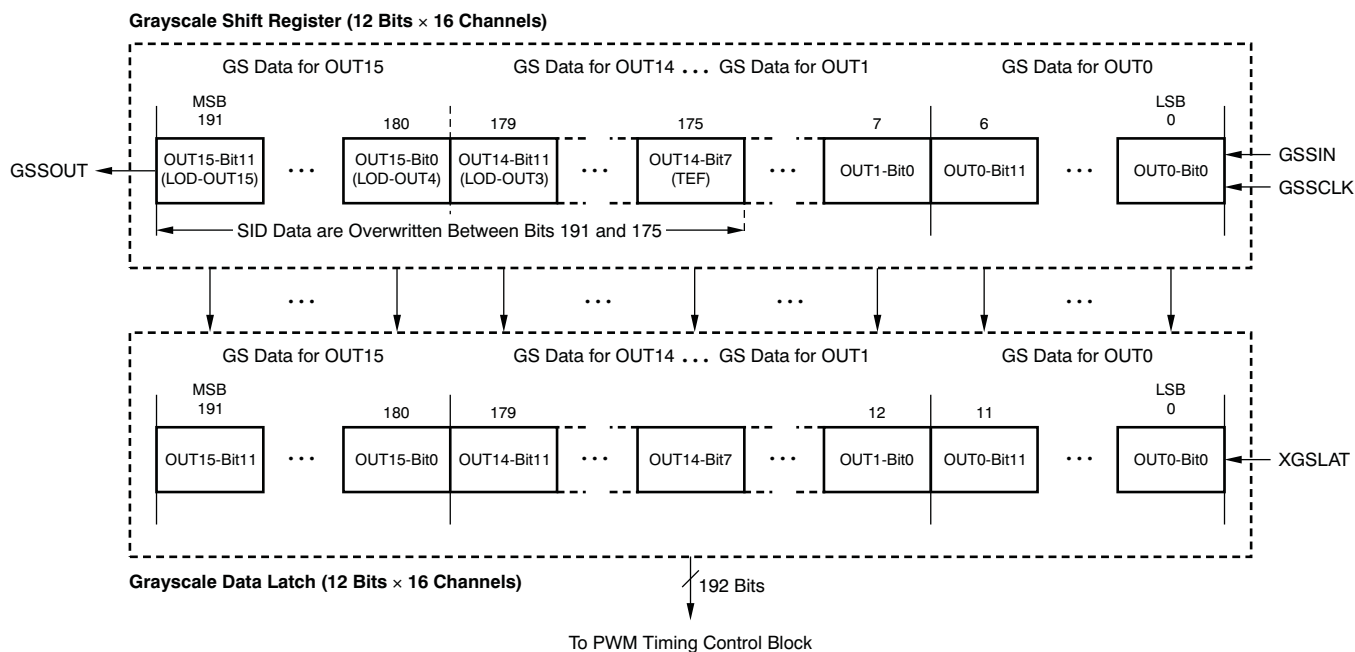 Grayscale Shift Register (12 Bits × 16 Channels)
GS Data for OUT15 GS Data for OUT14 ... GS Data for OUT1 GS Data for OUT0
MSB LSB
191 180 179 175 7 6 0
OUT15-Bit11 ... OUT15-Bit0 OUT14-Bit11 ... OUT14-Bit7 ... OUT1-Bit0 OUT0-Bit11 ... OUT0-Bit0 GSSIN
GSSOUT (LOD-OUT15) (LOD-OUT4) (LOD-OUT3) (TEF) GSSCLK
SID Data are Overwritten Between Bits 191 and 175
... ... ... ...
GS Data for OUT15 GS Data for OUT14 ... GS Data for OUT1 GS Data for OUT0
MSB LSB
191 180 179 12 11 0
OUT15-Bit11 ... OUT15-Bit0 OUT14-Bit11 ... OUT14-Bit7 ... OUT1-Bit0 OUT0-Bit11 ... OUT0-Bit0 XGSLAT
Grayscale Data Latch (12 Bits × 16 Channels)
192 Bits
To PWM Timing Control Block